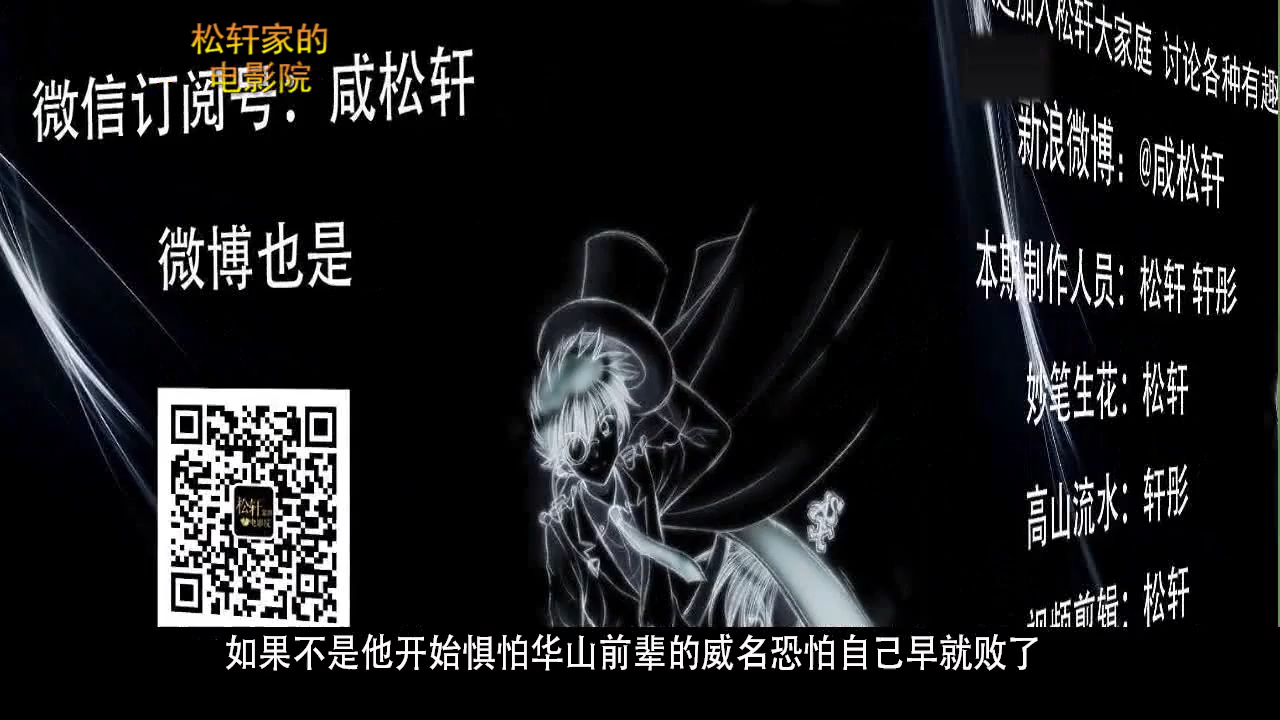 松轩家的
电影院
微信订阅号：咸松轩
微博也是
加入松轩大家庭 讨论各种有趣
新浪微博：@咸松轩
本期制作人员：松轩 轩彤
妙笔生花：松轩
高山流水：轩彤
视频剪辑：松轩
如果不是他开始惧怕华山前辈的威名恐怕自己早就败了